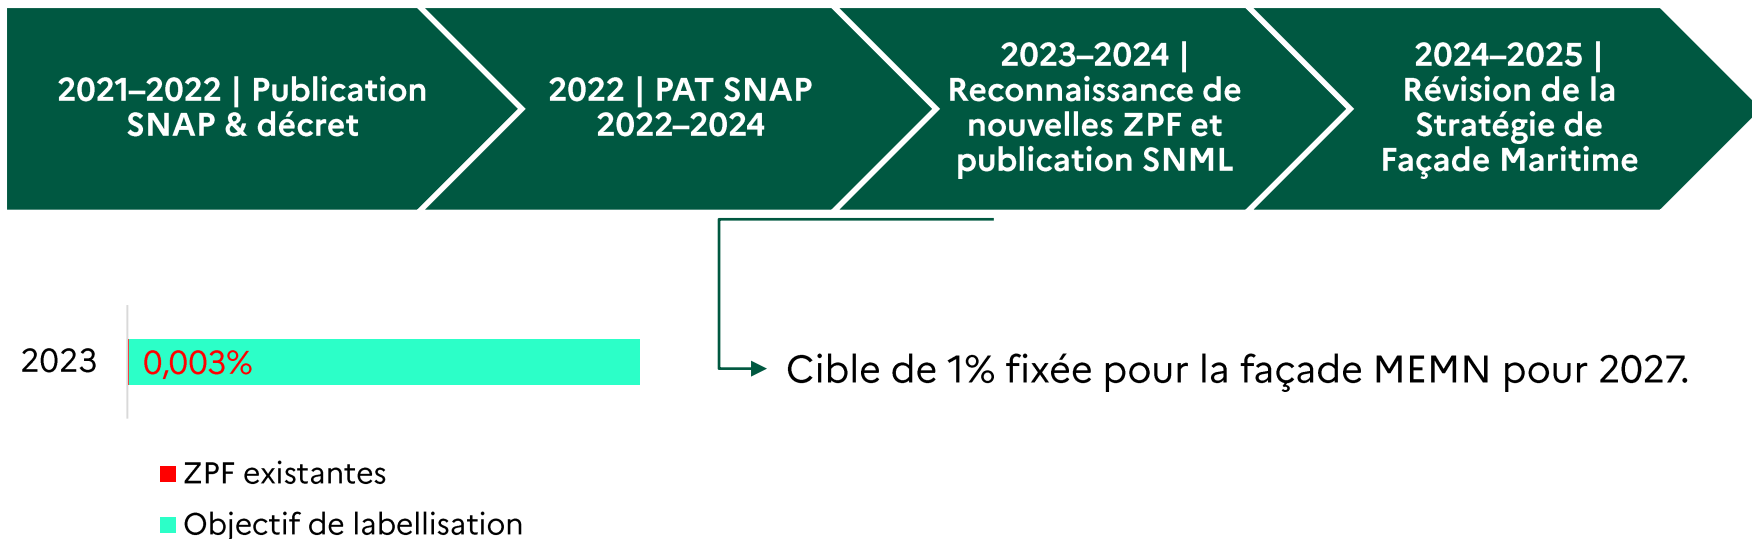 2021–2022 | Publication
SNAP & décret
2022 | PAT SNAP
2022–2024
2023–2024 |
Reconnaissance de
nouvelles ZPF et
publication SNML
2024–2025 |
Révision de la
Stratégie de
Façade Maritime
2023
0,003%
Cible de 1% fixée pour la façade MEMN pour 2027.
ZPF existantes
Objectif de labellisation